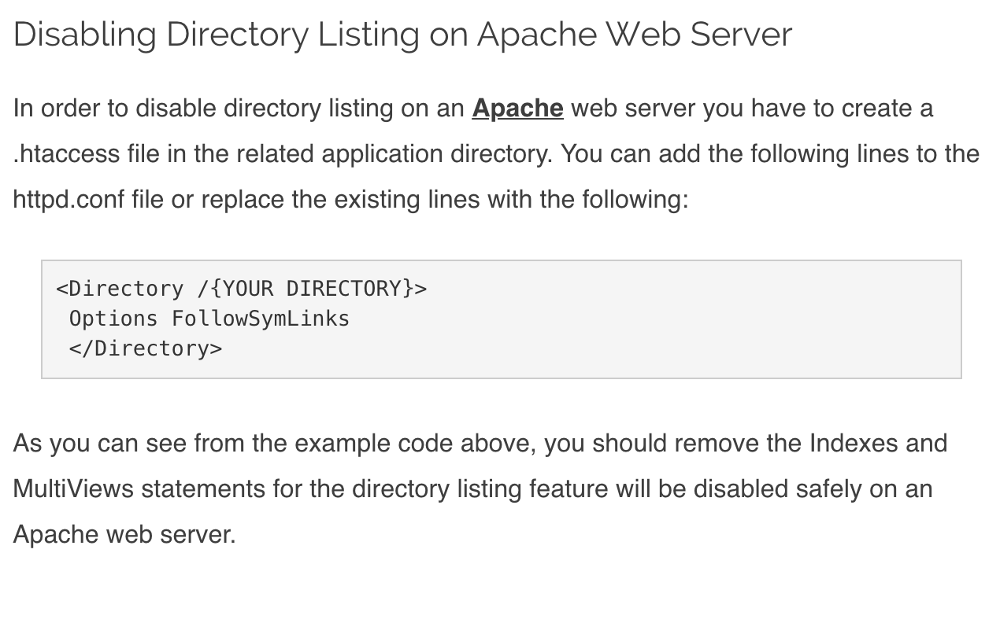 Disabling Directory Listing on Apache Web Server
In order to disable directory listing on an Apache web server you have to create a
.htaccess file in the related application directory. You can add the following lines to the
httpd.conf file or replace the existing lines with the following:
<Directory /{YOUR DIRECTORY}>
 Options FollowSymLinks
 </Directory>
As you can see from the example code above, you should remove the Indexes and
MultiViews statements for the directory listing feature will be disabled safely on an
Apache web server.